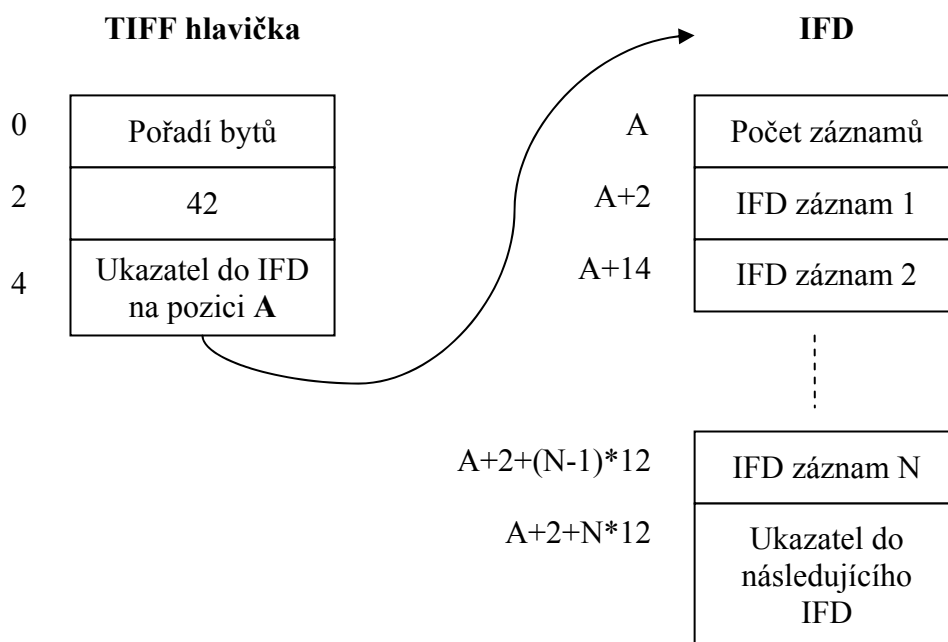 TIFF hlavička
0
Pořadí bytů
2
42
4
Ukazatel do IFD
na pozici A
IFD
A
Počet záznamů
A+2
IFD záznam 1
A+14
IFD záznam 2
A+2+(N-1)*12
IFD záznam N
A+2+N*12
Ukazatel do
následujícího
IFD